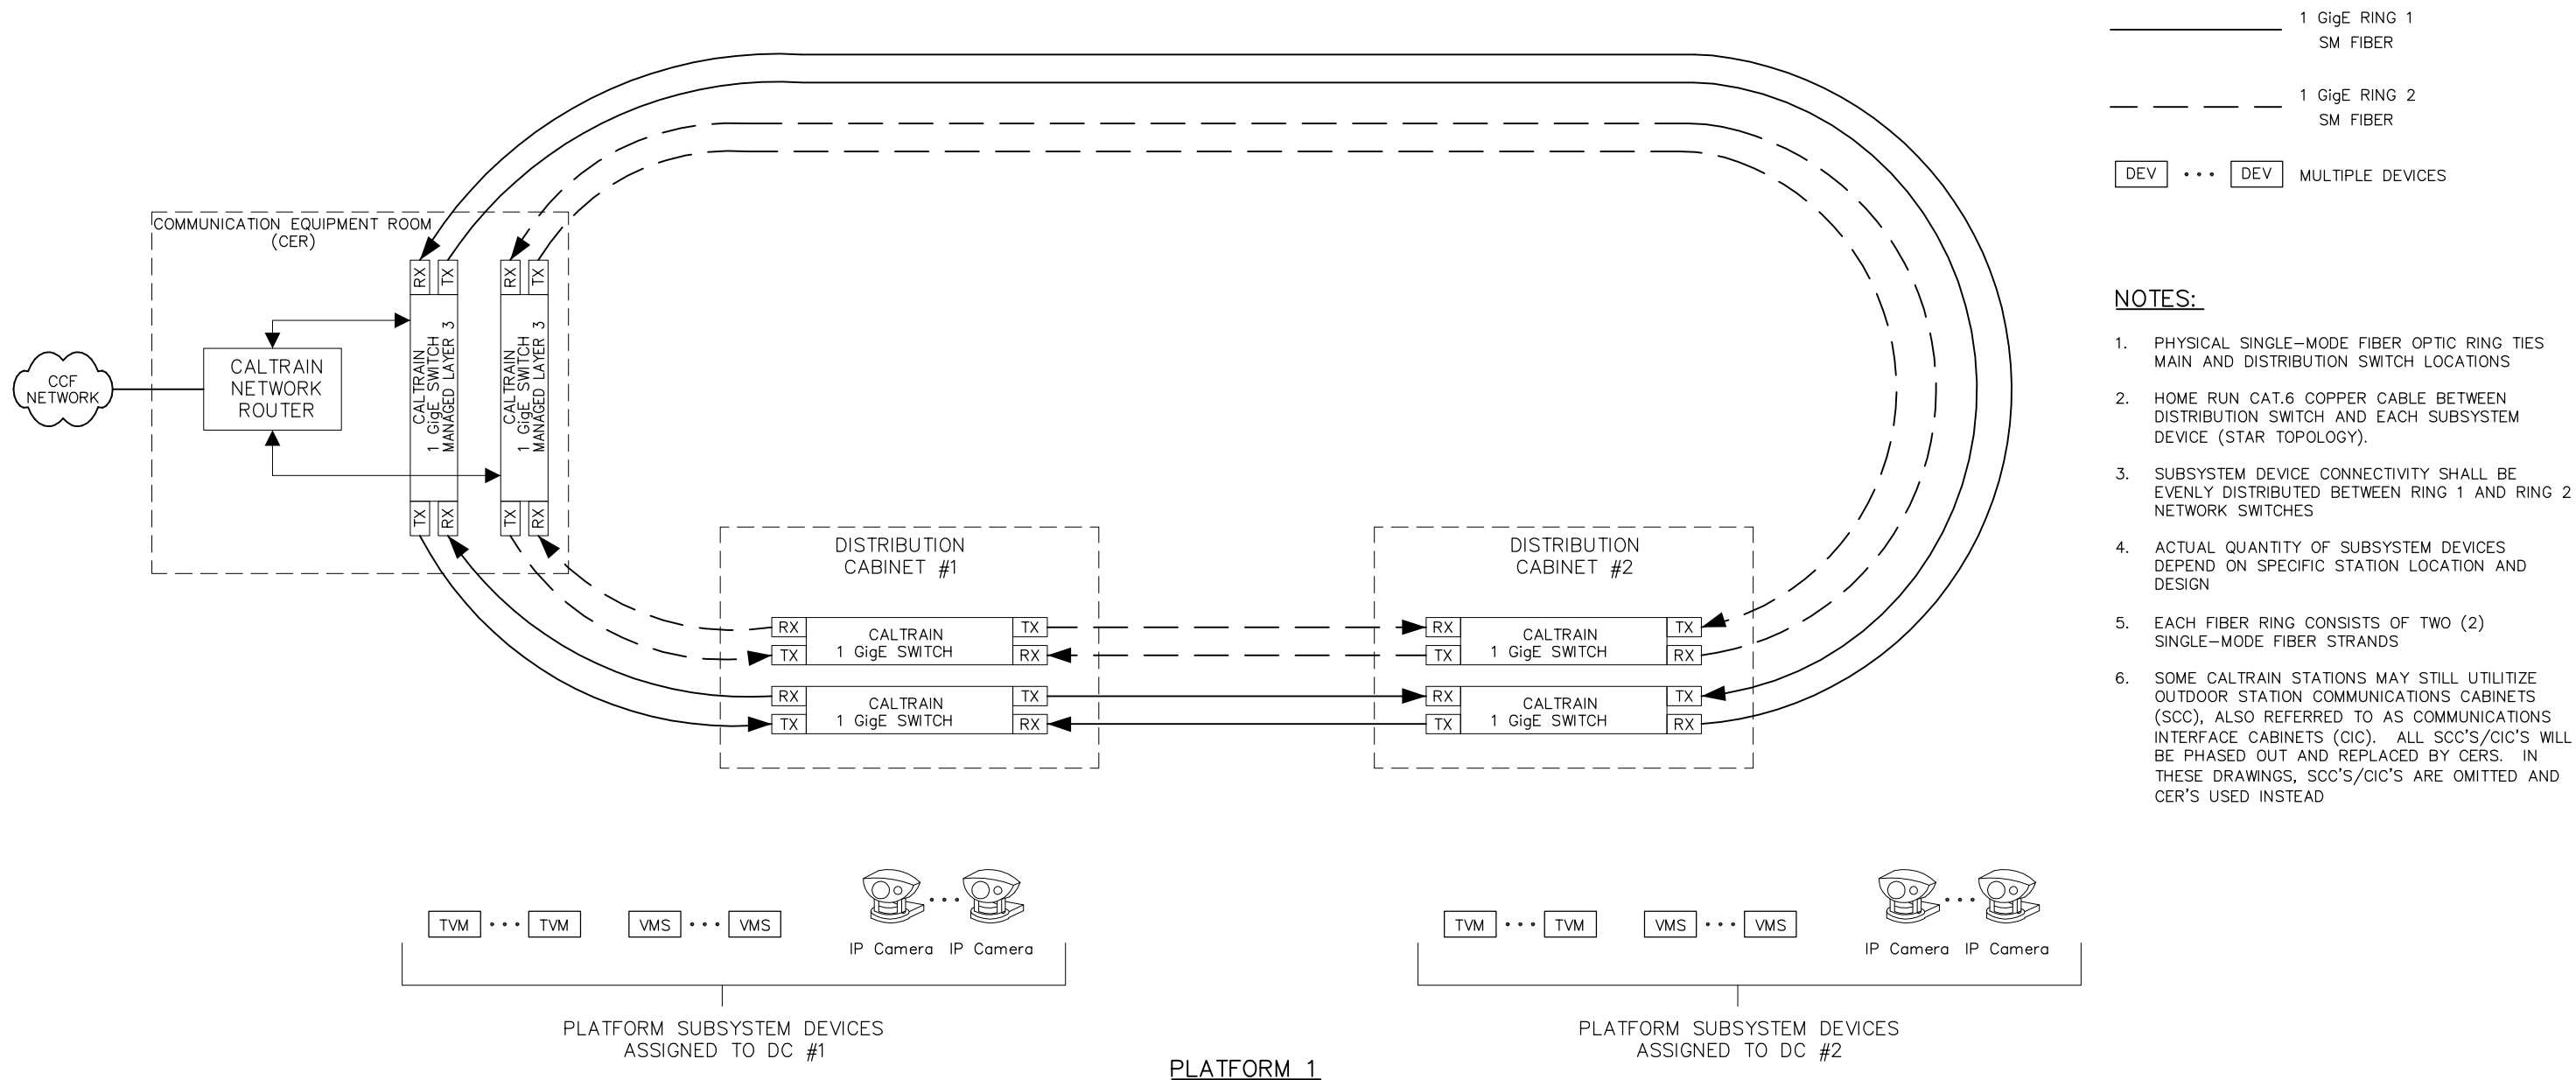 1 GigE RING 1
SM FIBER
1 GigE RING 2
SM FIBER
DEV ... DEV MULTIPLE DEVICES
COMMUNICATION EQUIPMENT ROOM
(CER)
RX TX RX TX
CCF
NETWORK
CALTRAIN
NETWORK
ROUTER
CALTRAIN
1 GigE SWITCH
MANAGED LAYER 3
CALTRAIN
1 GigE SWITCH
MANAGED LAYER 3
TX RX TX RX
DISTRIBUTION
CABINET #1
RX CALTRAIN TX
TX 1 GigE SWITCH RX
RX CALTRAIN TX
TX 1 GigE SWITCH RX
DISTRIBUTION
CABINET #2
RX CALTRAIN TX
TX 1 GigE SWITCH RX
RX CALTRAIN TX
TX 1 GigE SWITCH RX
NOTES:
1. PHYSICAL SINGLE-MODE FIBER OPTIC RING TIES
MAIN AND DISTRIBUTION SWITCH LOCATIONS
2. HOME RUN CAT.6 COPPER CABLE BETWEEN
DISTRIBUTION SWITCH AND EACH SUBSYSTEM
DEVICE (STAR TOPOLOGY).
3. SUBSYSTEM DEVICE CONNECTIVITY SHALL BE
EVENLY DISTRIBUTED BETWEEN RING 1 AND RING 2
NETWORK SWITCHES
4. ACTUAL QUANTITY OF SUBSYSTEM DEVICES
DEPEND ON SPECIFIC STATION LOCATION AND
DESIGN
5. EACH FIBER RING CONSISTS OF TWO (2)
SINGLE-MODE FIBER STRANDS
6. SOME CALTRAIN STATIONS MAY STILL UTILITIZE
OUTDOOR STATION COMMUNICATIONS CABINETS
(SCC), ALSO REFERRED TO AS COMMUNICATIONS
INTERFACE CABINETS (CIC). ALL SCC'S/CIC'S WILL
BE PHASED OUT AND REPLACED BY CERS. IN
THESE DRAWINGS, SCC'S/CIC'S ARE OMITTED AND
CER'S USED INSTEAD
TVM ... TVM VMS ... VMS
IP Camera IP Camera
PLATFORM SUBSYSTEM DEVICES
ASSIGNED TO DC #1
TVM ... TVM VMS ... VMS
IP Camera IP Camera
PLATFORM SUBSYSTEM DEVICES
ASSIGNED TO DC #2
PLATFORM 1